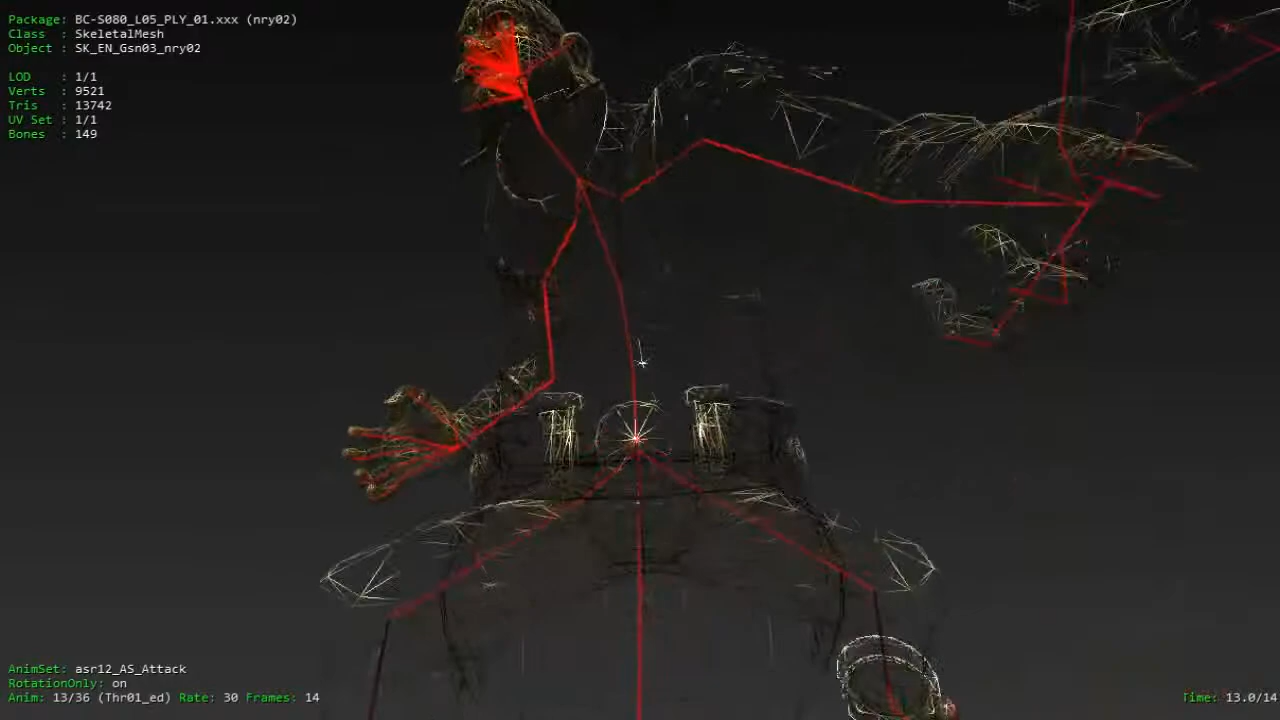 Package: BC-S080_L05_PLY_01.xxx (nry02)
Class  : SkeletalMesh
Object : SK_EN_Gsn03_nry02
LOD    : 1/1
Verts  : 9521
Tris   : 13742
UV Set : 1/1
Bones  : 149
AnimSet: asr12_AS_Attack
RotationOnly: on
Anim: 13/36 (Thr01_ed) Rate: 30 Frames: 14
Time: 13.0/14